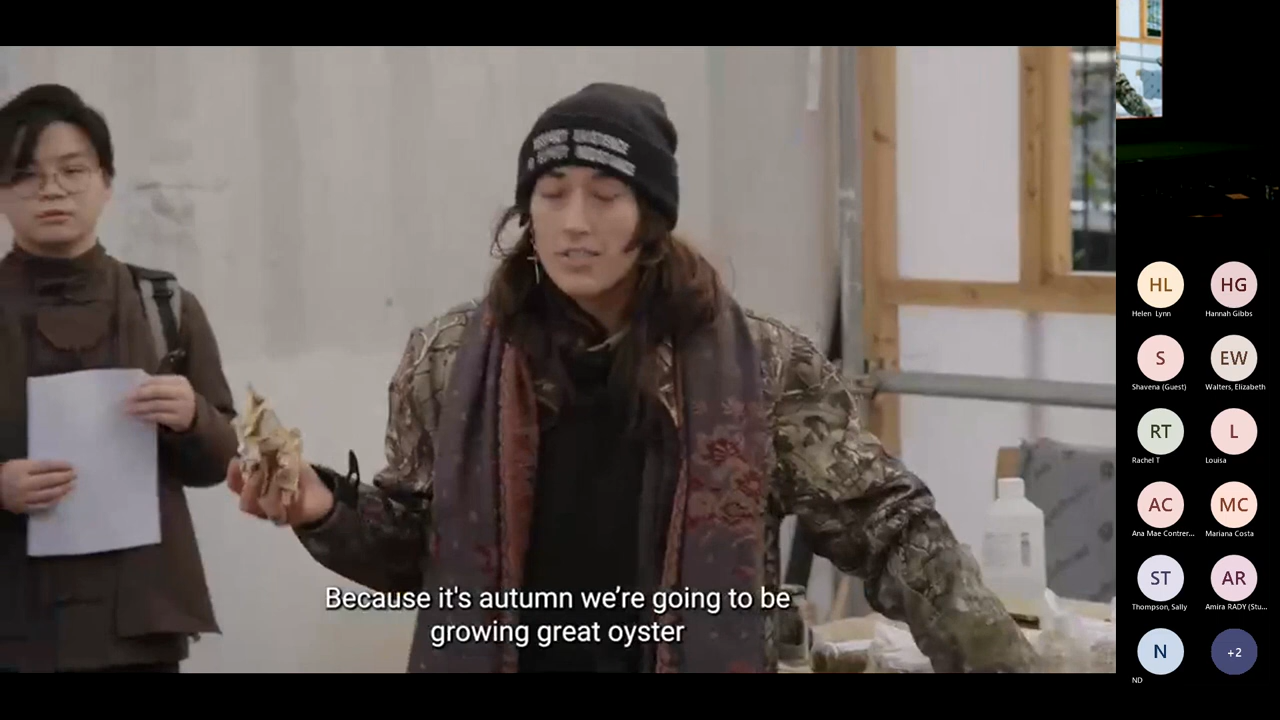 Because it's autumn we’re going to be
growing great oyster
HL
HG
Helen Lynn
Hannah Gibbs
S
EW
Shavena (Guest)
Walters, Elizabeth
RT
L
Rachel T
Louisa
AC
MC
Ana Mae Contrer...
Mariana Costa
ST
AR
Thompson, Sally
Amira RADY (Stu...
N
+2
ND